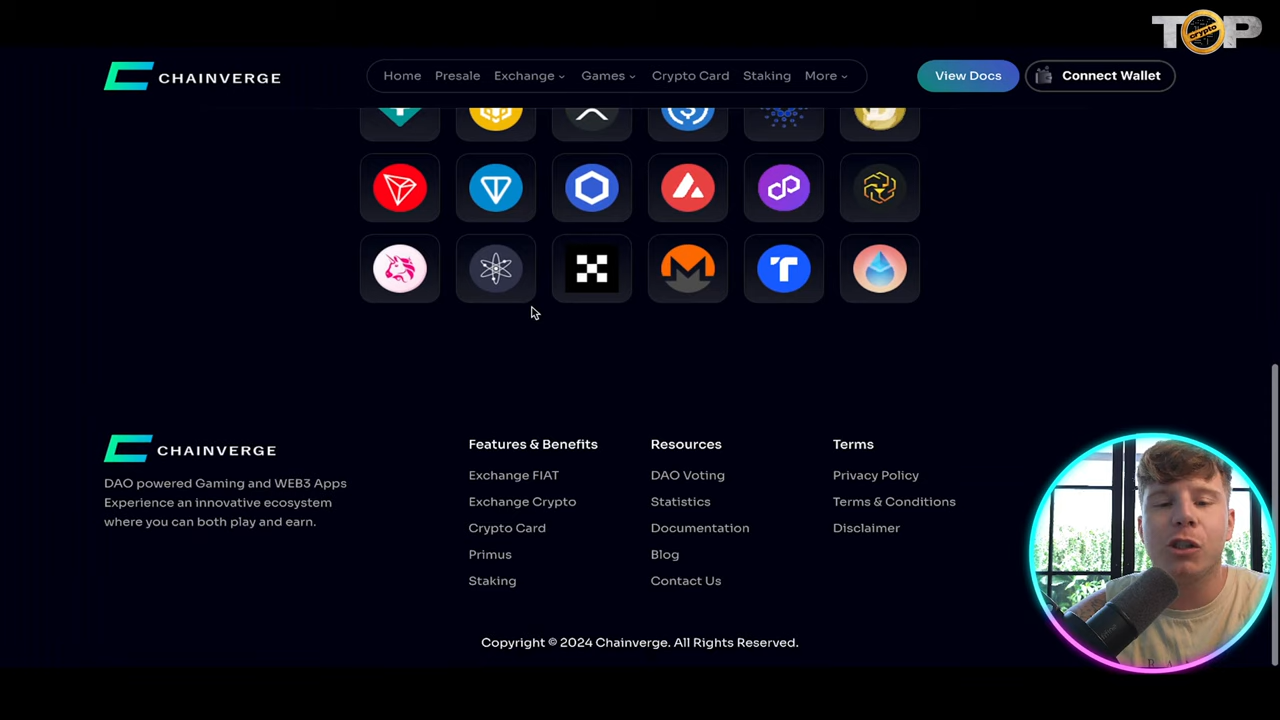 TOP
crypto
CHAINVERGE
Home Presale Exchange Games Crypto Card Staking More
View Docs
Connect Wallet
CHAINVERGE
DAO powered Gaming and WEB3 Apps
Experience an innovative ecosystem
where you can both play and earn.
Features & Benefits
Exchange FIAT
Exchange Crypto
Crypto Card
Primus
Staking
Resources
DAO Voting
Statistics
Documentation
Blog
Contact Us
Terms
Privacy Policy
Terms & Conditions
Disclaimer
Copyright © 2024 Chainverge. All Rights Reserved.